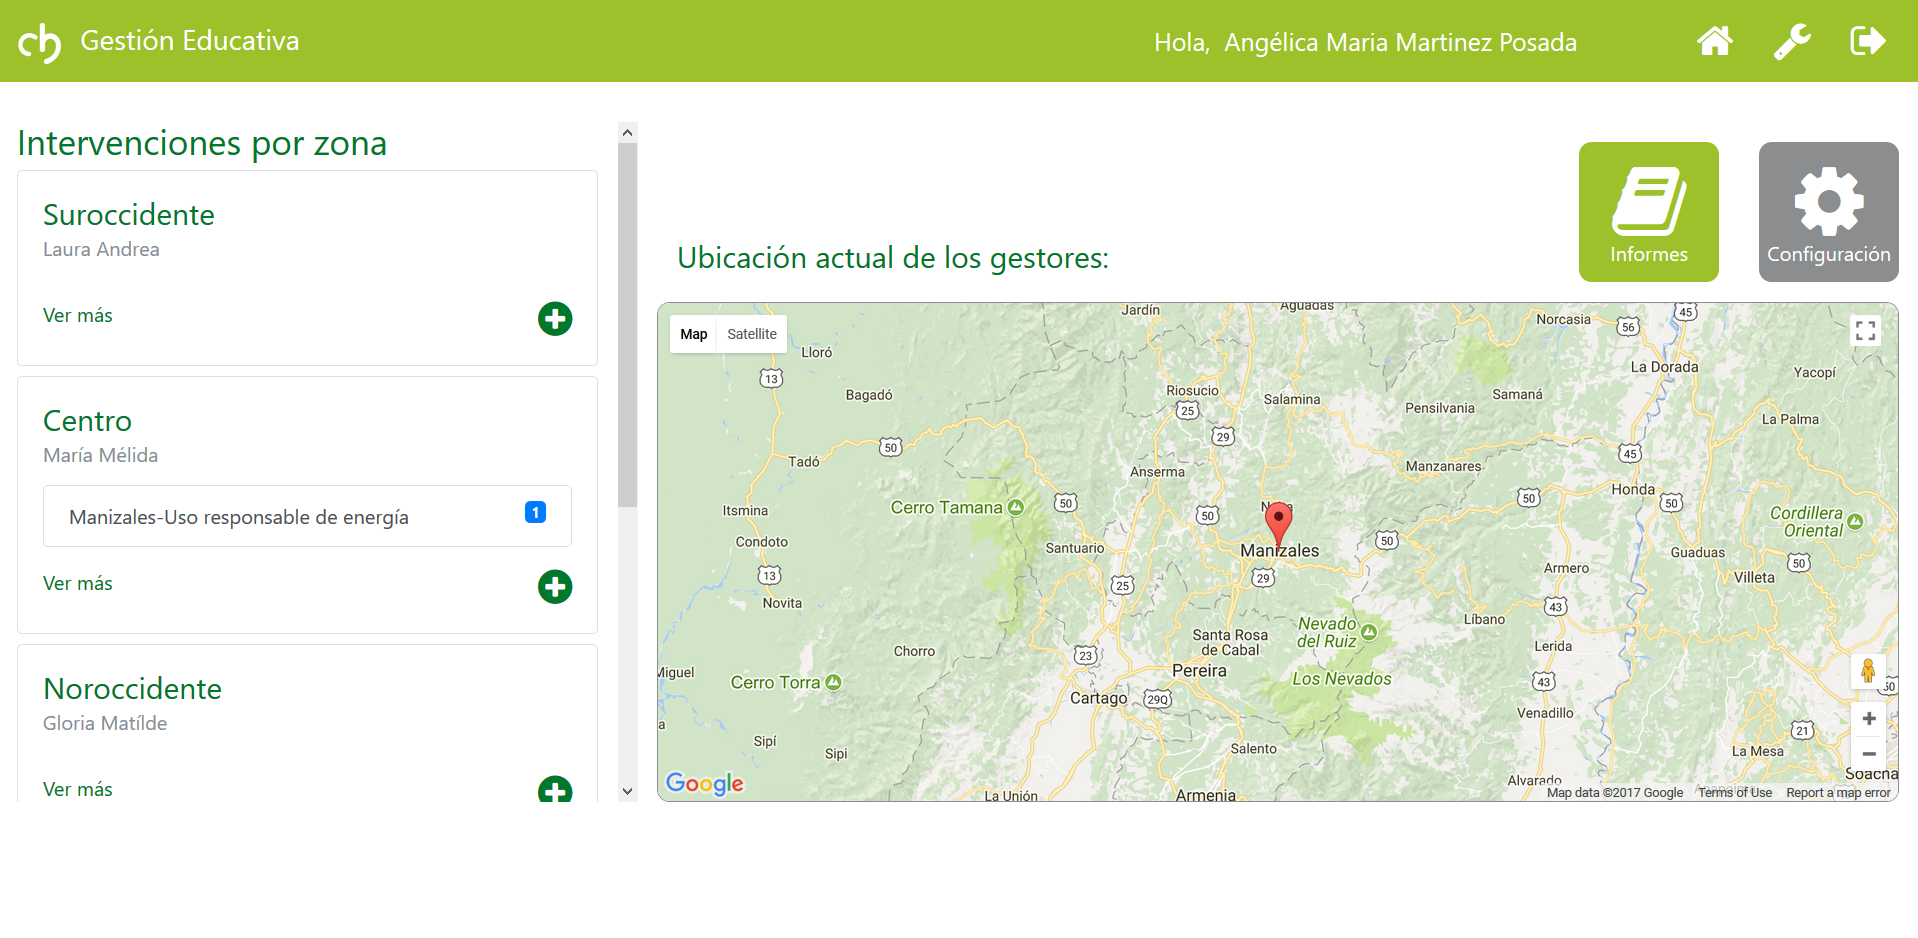 Gestión Educativa
Hola, Angélica Maria Martinez Posada
Intervenciones por zona
Suroccidente
Laura Andrea
Ver más
Centro
María Mélida
Manizales-Uso responsable de energía
1
Ver más
Noroccidente
Gloria Matílde
Ver más
Informes
Configuración
Ubicación actual de los gestores:
Map
Satellite
Jardín
Aguadas
Norcasia
56
45
Lloró
13
Bagadó
Riosucio
25
Salamina
Pensilvania
Samaná
La Dorada
Yacopí
La Palma
50
29
Tadó
Anserma
Manzanares
45
Cerro Tamana
50
50
50
Honda
50
Itsmina
Cordillera
Oriental
Condoto
Santuario
Manizales
50
Guaduas
13
25
29
Armero
Villeta
50
Novita
43
Líbano
Nevado
del Ruiz
Santa Rosa
de Cabal
Chorro
23
Pereira
Lerida
Miguel
Cerro Torra
Los Nevados
43
50
Cartago
29Q
Venadillo
a
Sipí
Sipi
Salento
21
La Mesa
Soacha
Alvarado
La Unión
Armenia
Google
Map data ©2017 Google
Terms of Use
Report a map error